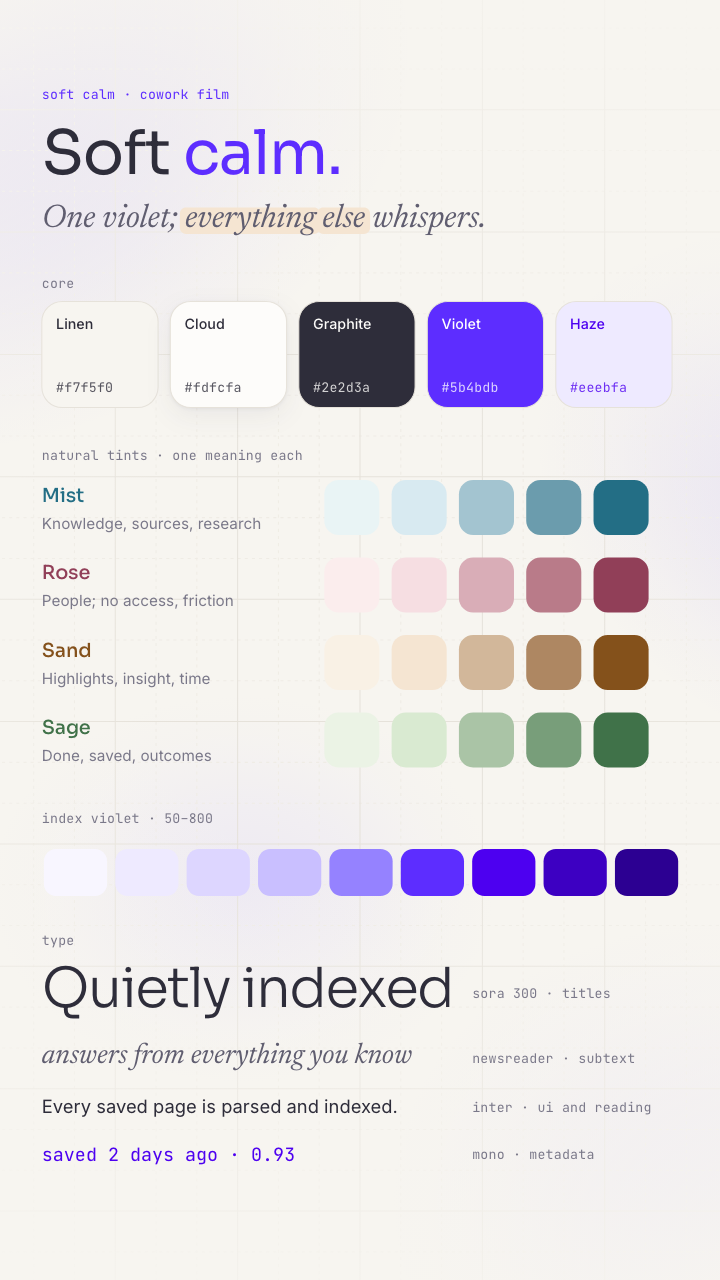 soft calm · cowork film
Soft calm.
One violet; everything else whispers.
core
Linen
#f7f5f0
Cloud
#fdfcfa
Graphite
#2e2d3a
Violet
#5b4bdb
Haze
#eeebfa
natural tints · one meaning each
Mist
Knowledge, sources, research
Rose
People; no access, friction
Sand
Highlights, insight, time
Sage
Done, saved, outcomes
index violet · 50–800
type
Quietly indexed
sora 300 · titles
answers from everything you know
newsreader · subtext
Every saved page is parsed and indexed.
inter · ui and reading
saved 2 days ago · 0.93
mono · metadata